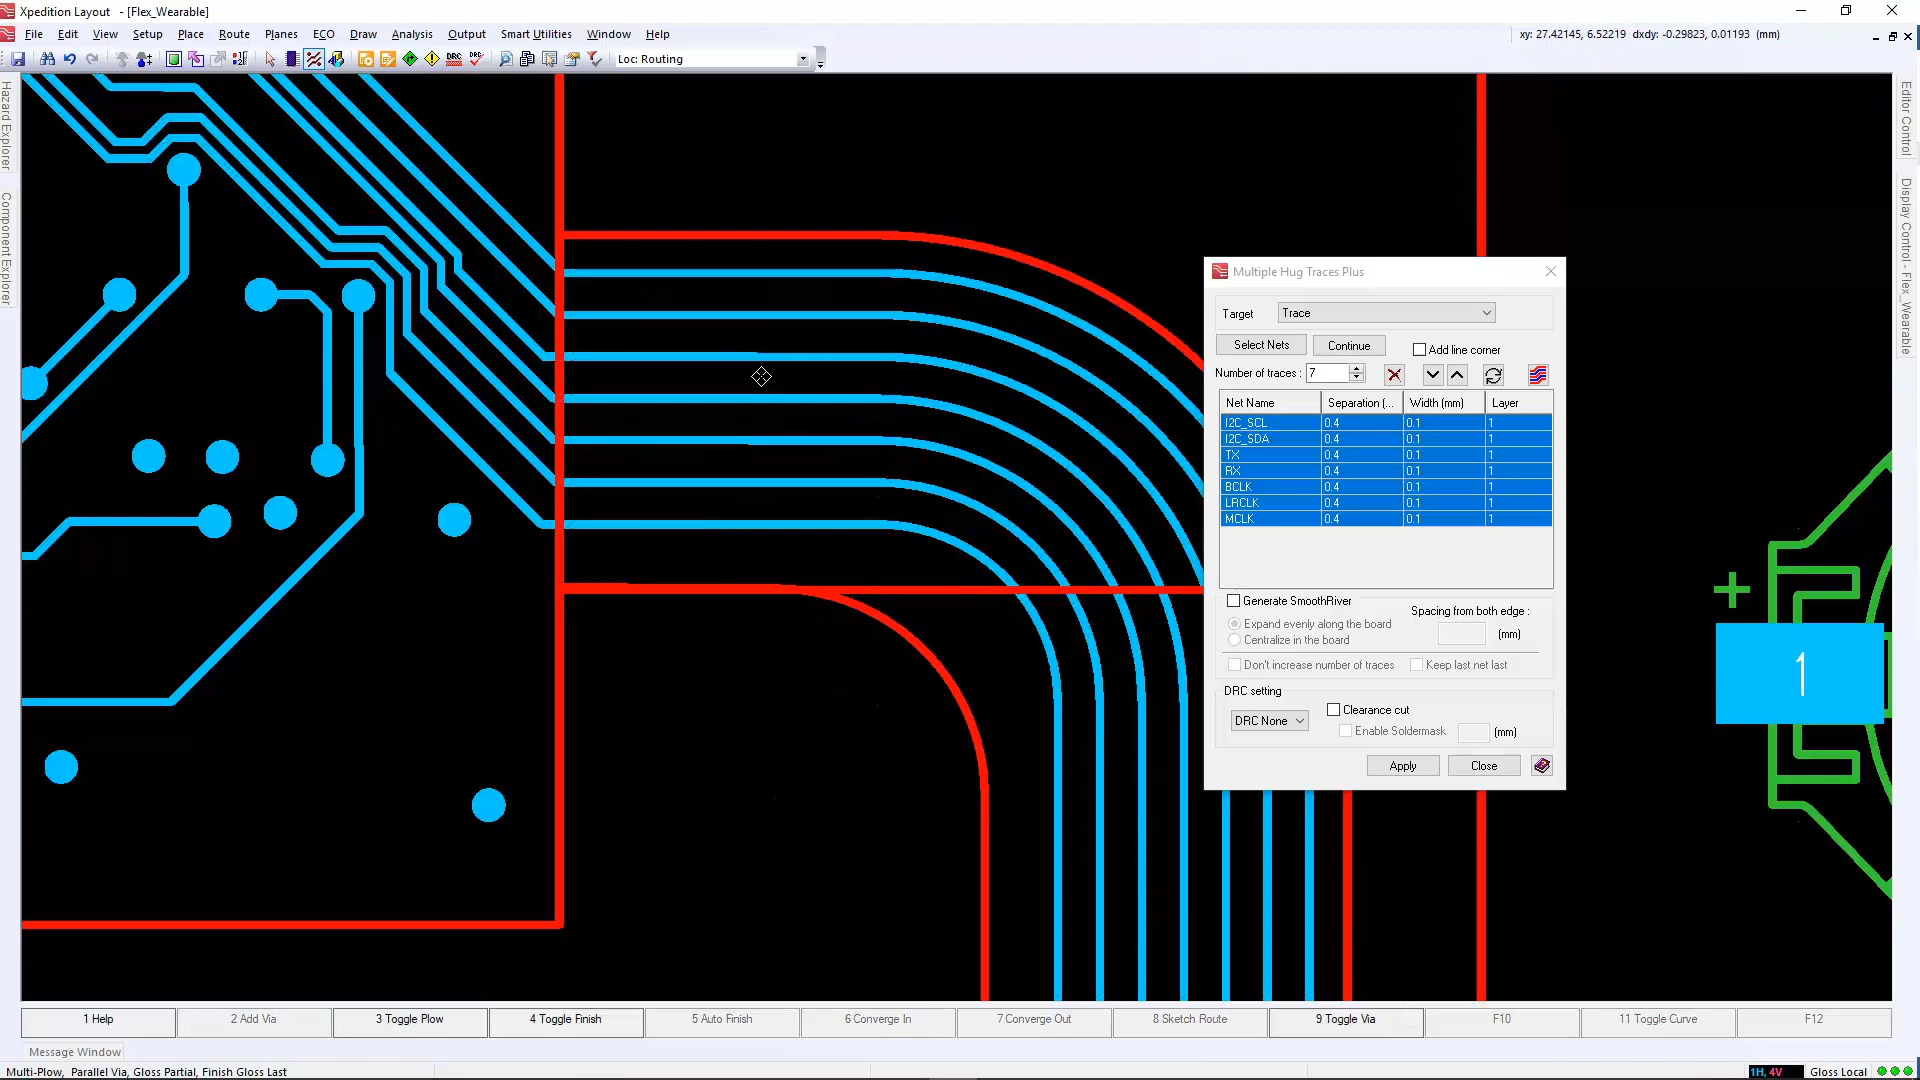 Xpedition Layout - [Flex_Wearable]
File Edit View Setup Place Route Planes ECO Draw Analysis Output Smart Utilities Window Help
xy: 27.42145, 6.52219 dxdy: -0.29823, 0.01193 (mm)
DRC DRC Loc: Routing
Hazard Explorer
Component Explorer
Editor Control
Display Control - Flex_Wearable
Multiple Hug Traces Plus
Target Trace
Select Nets Continue Add line corner
Number of traces : 7
Net Name Separation (... Width (mm) Layer
I2C_SCL 0.4 0.1 1
I2C_SDA 0.4 0.1 1
TX 0.4 0.1 1
RX 0.4 0.1 1
BCLK 0.4 0.1 1
LRCLK 0.4 0.1 1
MCLK 0.4 0.1 1
Generate SmoothRiver
Spacing from both edge :
Expand evenly along the board
(mm)
Centralize in the board
Don't increase number of traces Keep last net last
DRC setting
DRC None Clearance cut
Enable Soldermask (mm)
Apply Close
1
1 Help 2 Add Via 3 Toggle Plow 4 Toggle Finish 5 Auto Finish 6 Converge In 7 Converge Out 8 Sketch Route 9 Toggle Via F10 11 Toggle Curve F12
Message Window
Multi-Plow, Parallel Via, Gloss Partial, Finish Gloss Last
1H, 4V Gloss Local